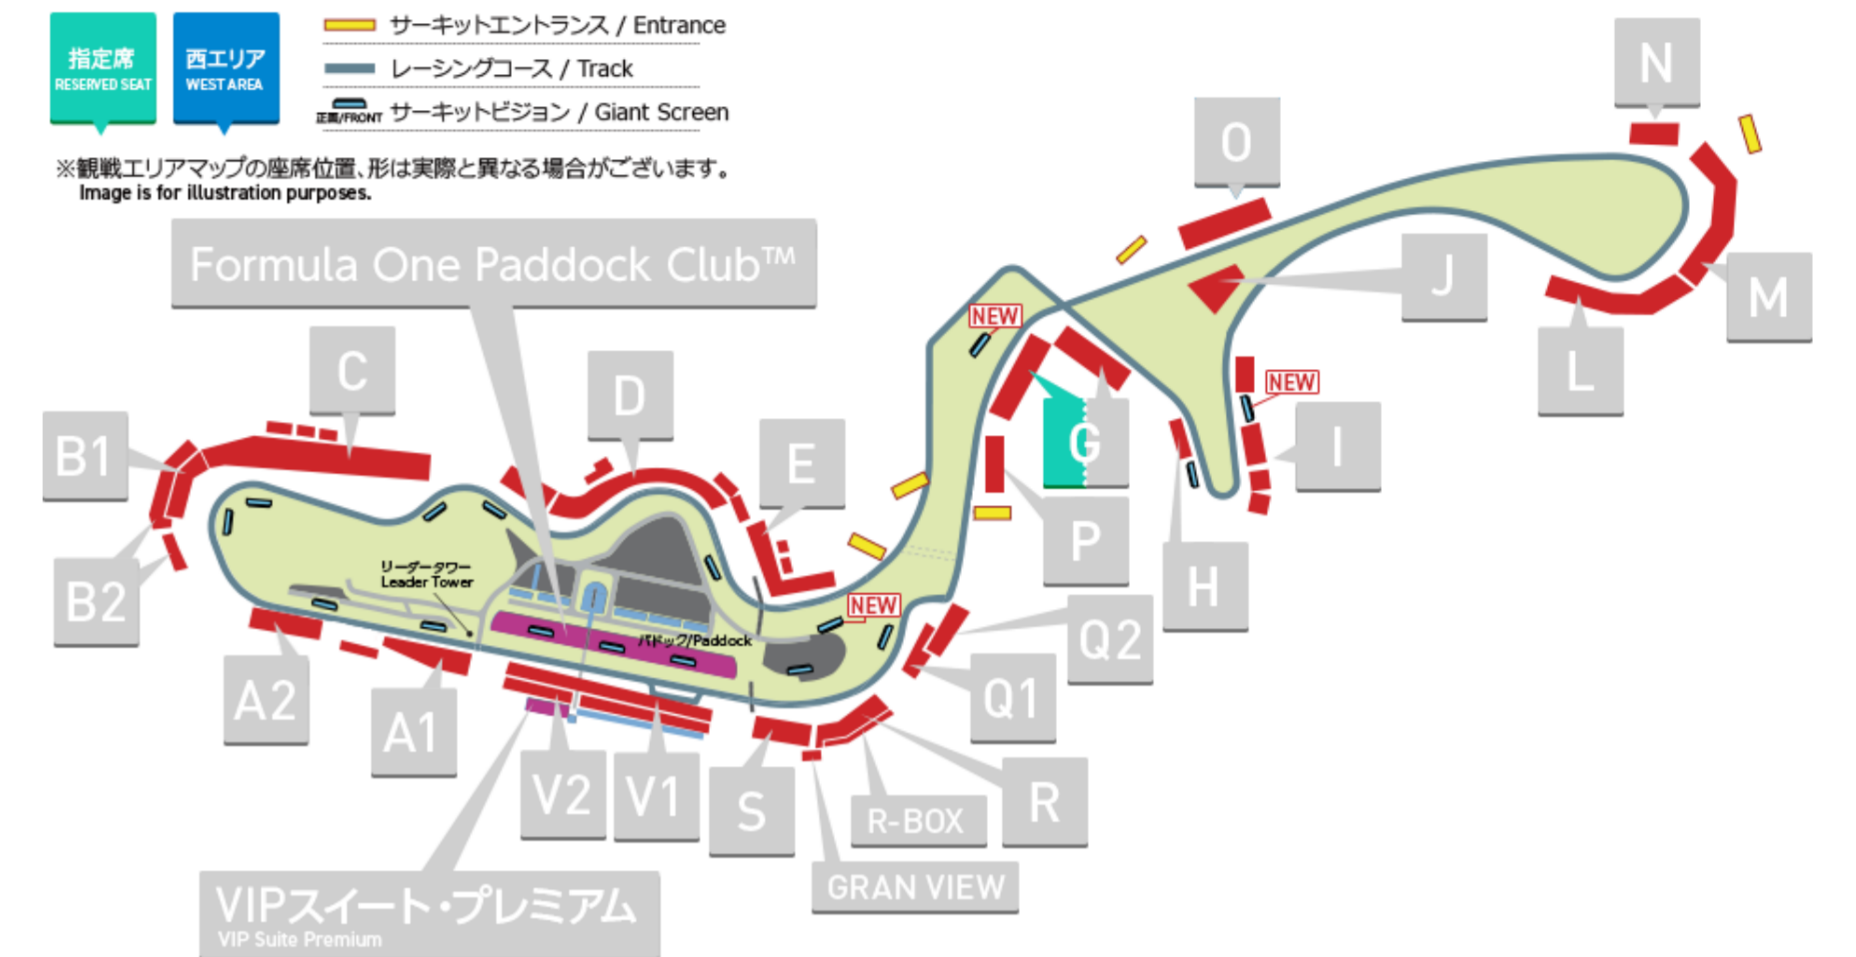 指定席
RESERVED SEAT
西エリア
WEST AREA
サーキットエントランス / Entrance
レーシングコース / Track
正面/FRONT サーキットビジョン / Giant Screen
※観戦エリアマップの座席位置、形は実際と異なる場合がございます。
Image is for illustration purposes.
Formula One Paddock Club™
N
O
J
M
L
NEW
C
D
E
B1
B2
NEW
I
G
P
H
リーダータワー
Leader Tower
パドック/Paddock
NEW
Q2
Q1
A2
A1
V2
V1
S
R-BOX
R
GRAN VIEW
VIPスイート・プレミアム
VIP Suite Premium